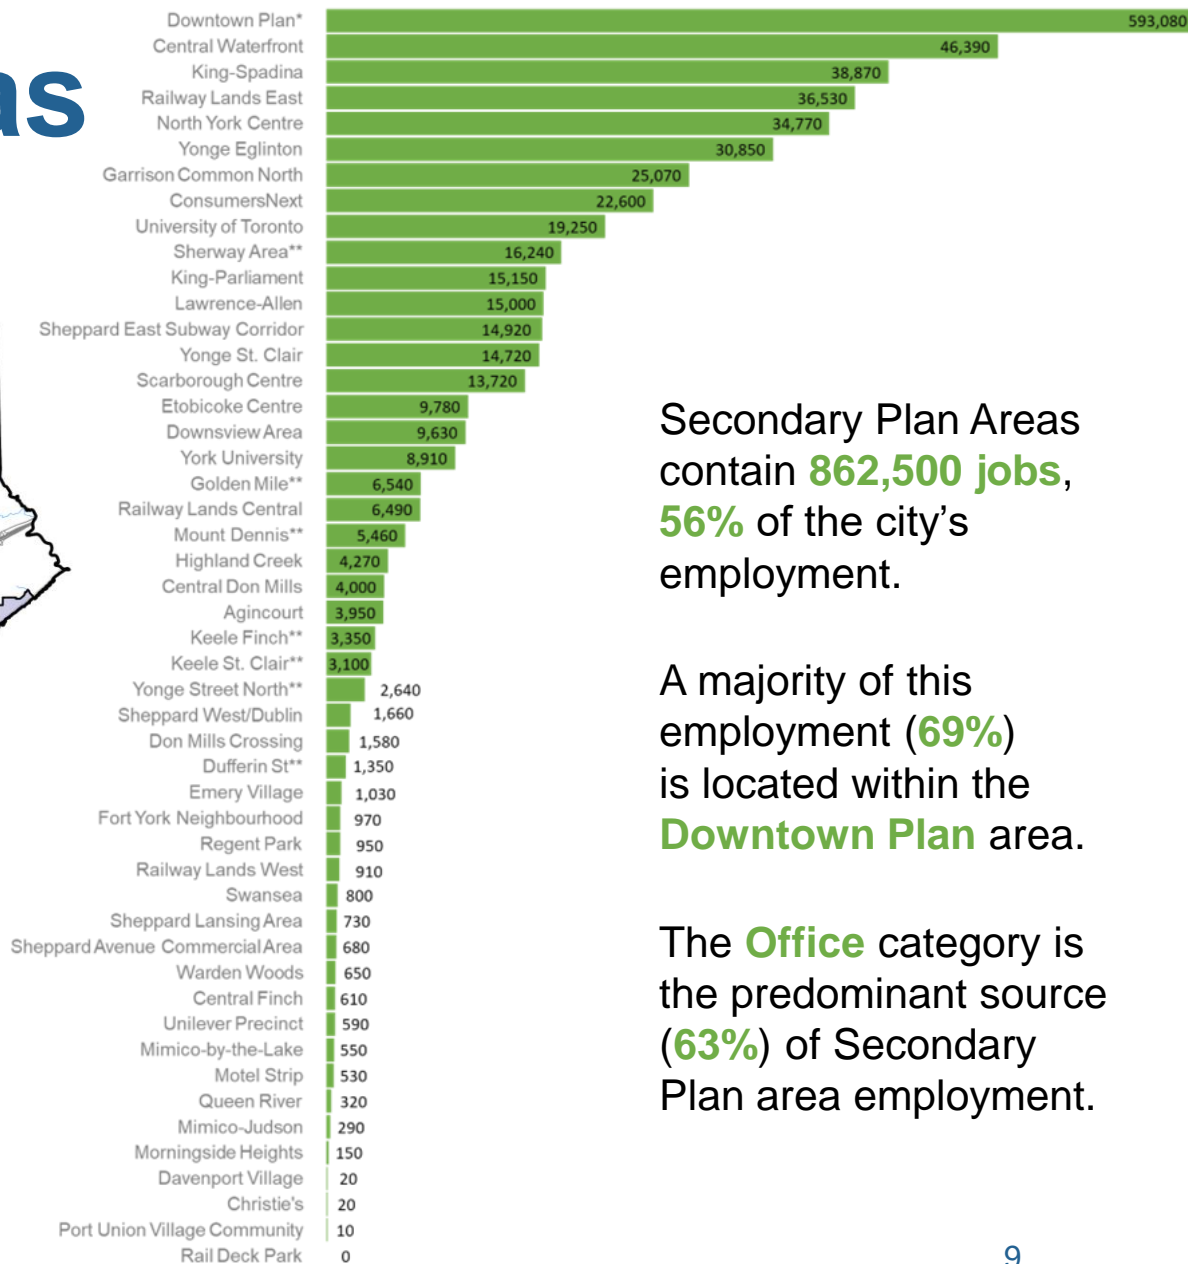 as
Downtown Plan* 593,080
Central Waterfront 46,390
King-Spadina 38,870
Railway Lands East 36,530
North York Centre 34,770
Yonge Eglinton 30,850
Garrison Common North 25,070
ConsumersNext 22,600
University of Toronto 19,250
Sherway Area** 16,240
King-Parliament 15,150
Lawrence-Allen 15,000
Sheppard East Subway Corridor 14,920
Yonge St. Clair 14,720
Scarborough Centre 13,720
Etobicoke Centre 9,780
Downsview Area 9,630
York University 8,910
Golden Mile** 6,540
Railway Lands Central 6,490
Mount Dennis** 5,460
Highland Creek 4,270
Central Don Mills 4,000
Agincourt 3,950
Keele Finch** 3,350
Keele St. Clair** 3,100
Yonge Street North** 2,640
Sheppard West/Dublin 1,660
Don Mills Crossing 1,580
Dufferin St** 1,350
Emery Village 1,030
Fort York Neighbourhood 970
Regent Park 950
Railway Lands West 910
Swansea 800
Sheppard Lansing Area 730
Sheppard Avenue Commercial Area 680
Warden Woods 650
Central Finch 610
Unilever Precinct 590
Mimico-by-the-Lake 550
Motel Strip 530
Queen River 320
Mimico-Judson 290
Morningside Heights 150
Davenport Village 20
Christie's 20
Port Union Village Community 10
Rail Deck Park 0
Secondary Plan Areas
contain 862,500 jobs,
56% of the city's
employment.
A majority of this
employment (69%)
is located within the
Downtown Plan area.
The Office category is
the predominant source
(63%) of Secondary
Plan area employment.
9